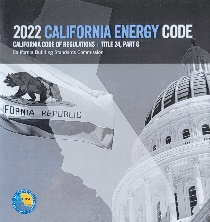 2022 CALIFORNIA ENERGY CODE
CALIFORNIA CODE OF REGULATIONS | TITLE 24, PART 6
California Building Standards Commission
CALIFORNIA REPUBLIC